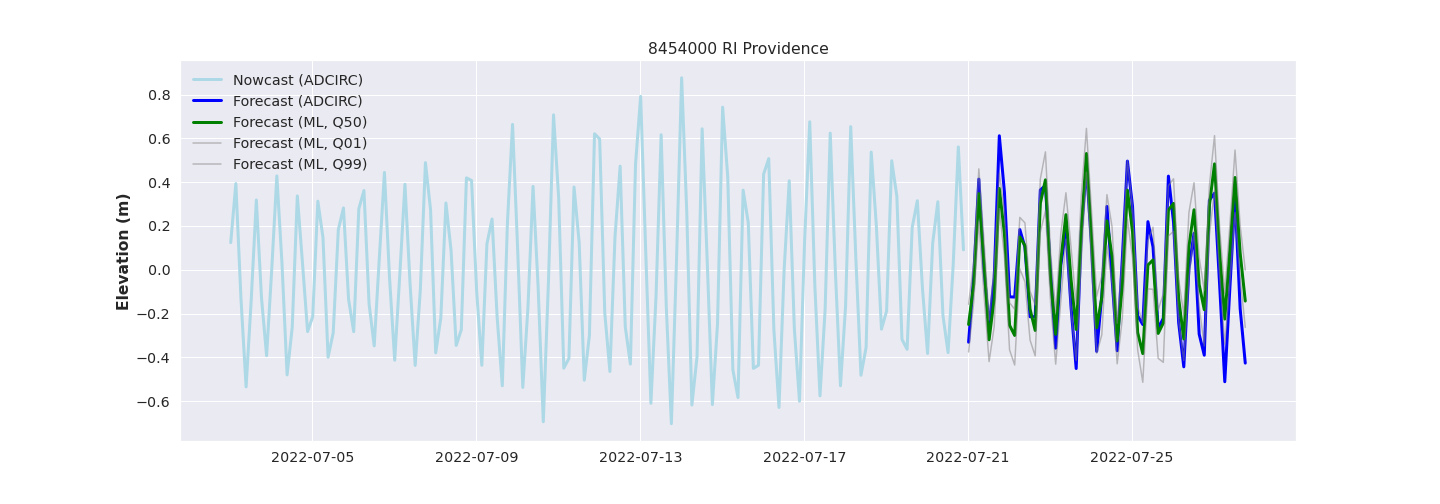 8454000 RI Providence
Nowcast (ADCIRC)
Forecast (ADCIRC)
Forecast (ML, Q50)
Forecast (ML, Q01)
Forecast (ML, Q99)
Elevation (m)
0.8
0.6
0.4
0.2
0.0
−0.2
−0.4
−0.6
2022-07-05 2022-07-09 2022-07-13 2022-07-17 2022-07-21 2022-07-25